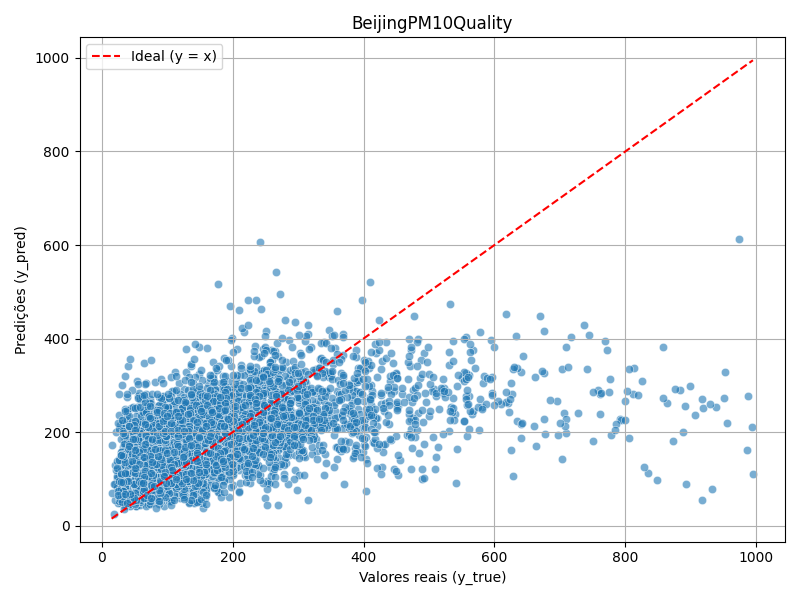 BeijingPM10Quality
Ideal (y = x)
1000
800
600
400
200
0
Predições (y_pred)
0 200 400 600 800 1000
Valores reais (y_true)